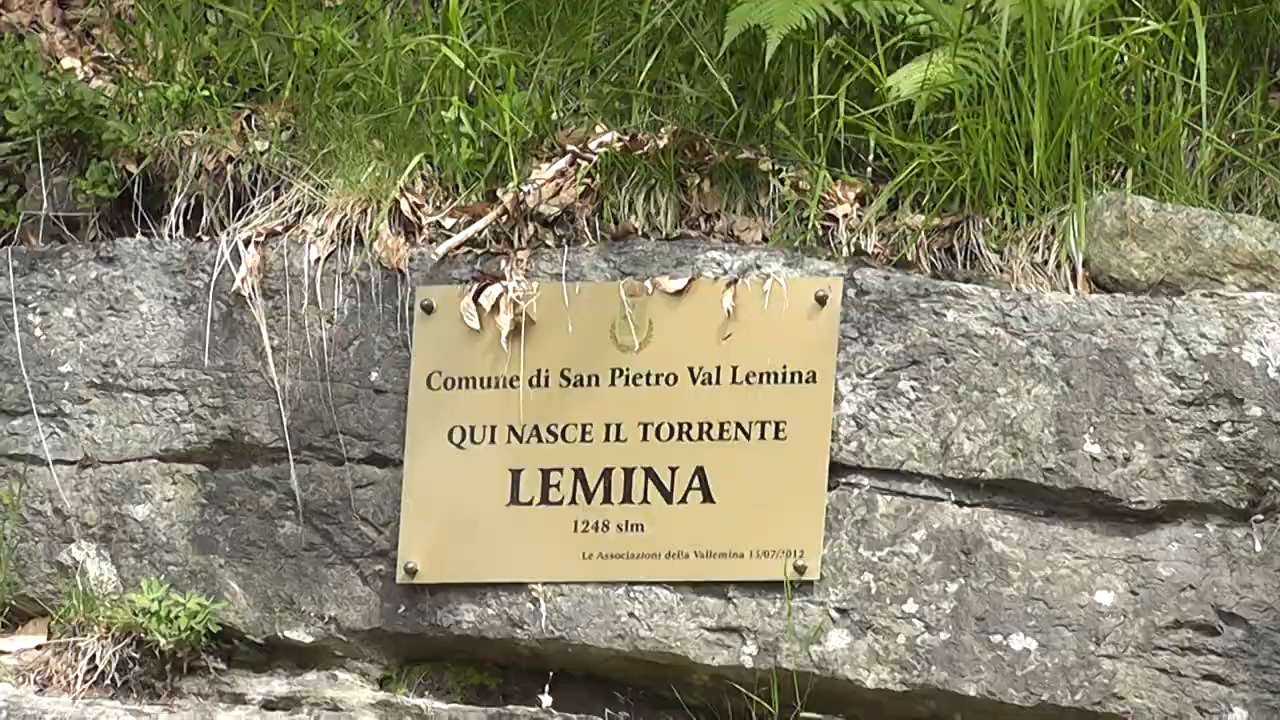 Comune di San Pietro Val Lemina
QUI NASCE IL TORRENTE
LEMINA
1248 slm
Le Associazioni della Vallemina 15/07/2012